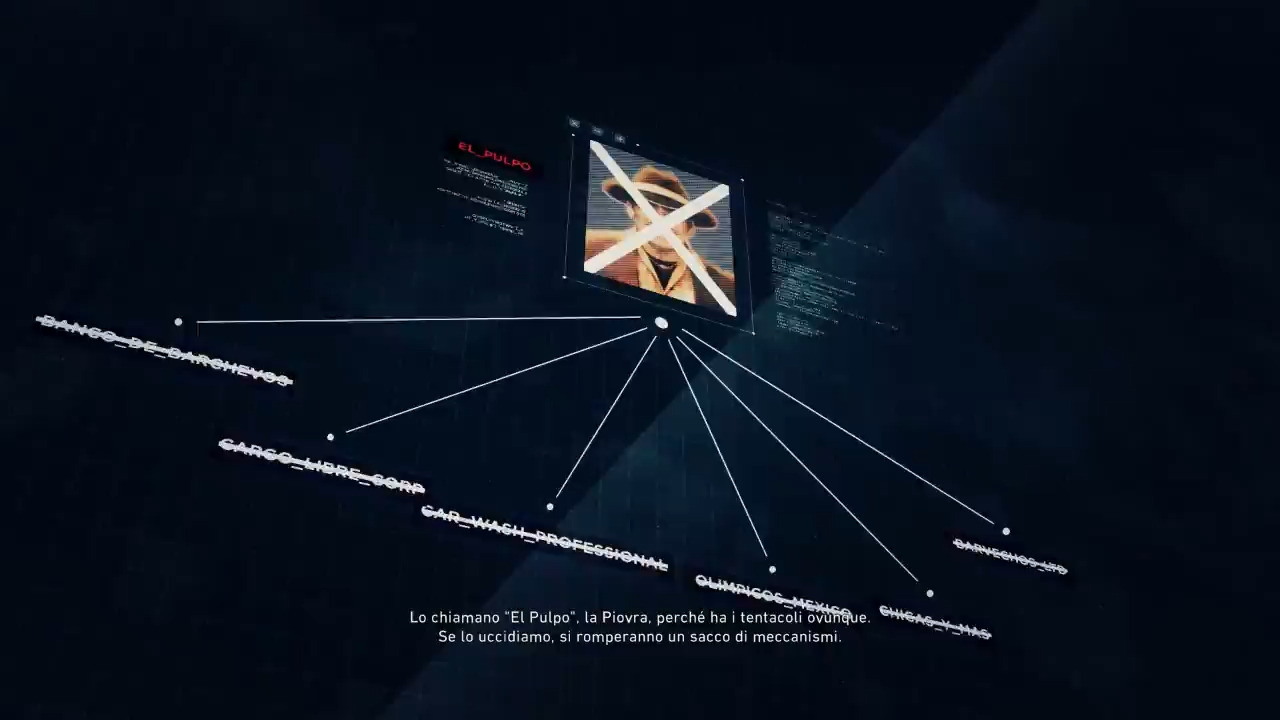 EL_PULPO
BANCO_DE_BARCHEVOS
CARGO_LIBRE_CORP
CAR_WASH_PROFESSIONAL
OLIMPICOS_MEXICO
CHICAS_Y_MAS
BARVECHOS_LTD
Lo chiamano "El Pulpo", la Piovra, perché ha i tentacoli ovunque.
Se lo uccidiamo, si romperanno un sacco di meccanismi.